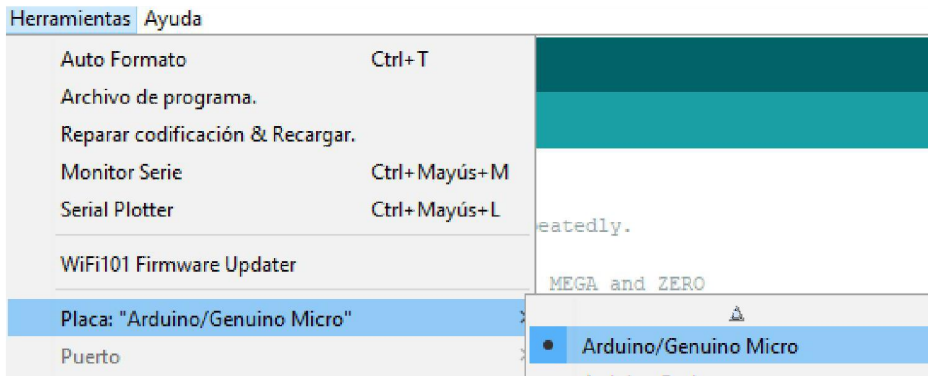 Herramientas Ayuda
Auto Formato Ctrl+T
Archivo de programa.
Reparar codificación & Recargar.
Monitor Serie Ctrl+Mayús+M
Serial Plotter Ctrl+Mayús+L
eatedly.
WiFi101 Firmware Updater
MEGA and ZERO
Placa: "Arduino/Genuino Micro"
Arduino/Genuino Micro
Puerto